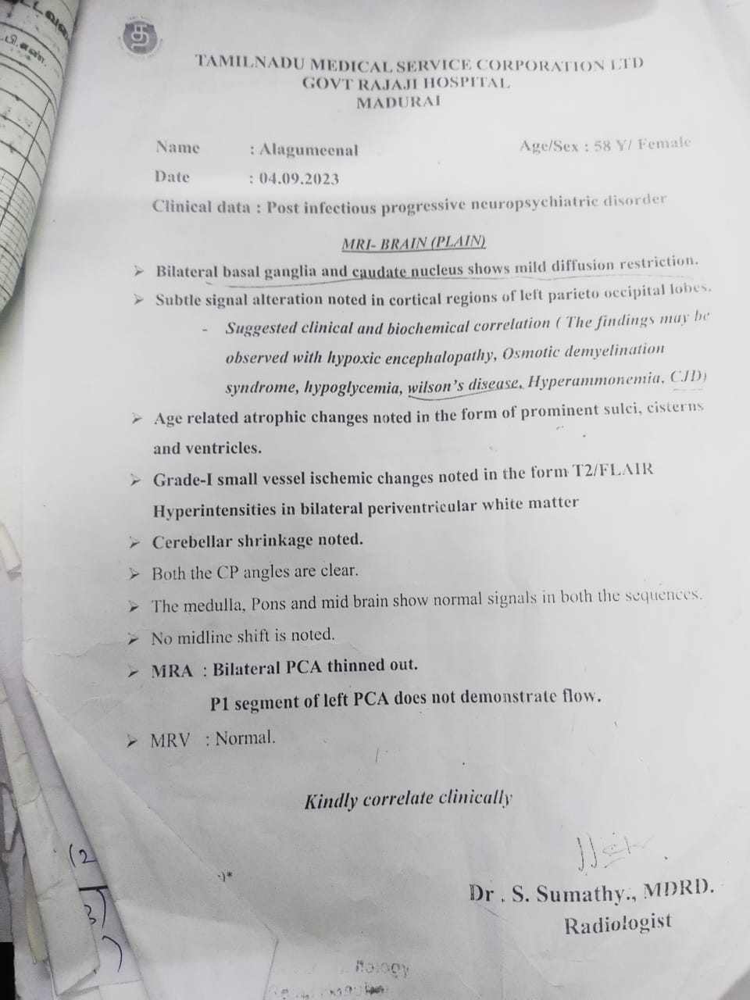 த
TAMILNADU MEDICAL SERVICE CORPORATION LTD
GOVT RAJAJI HOSPITAL
MADURAI
Name : Alagumeenal Age/Sex : 58 Y/ Female
Date : 04.09.2023
Clinical data : Post infectious progressive neuropsychiatric disorder
MRI- BRAIN (PLAIN)
➢ Bilateral basal ganglia and caudate nucleus shows mild diffusion restriction.
➢ Subtle signal alteration noted in cortical regions of left parieto occipital lobes.
- Suggested clinical and biochemical correlation ( The findings may be
observed with hypoxic encephalopathy, Osmotic demyelination
syndrome, hypoglycemia, wilson's disease, Hyperammonemia, CJD)
➢ Age related atrophic changes noted in the form of prominent sulci, cisterns
and ventricles.
➢ Grade-I small vessel ischemic changes noted in the form T2/FLAIR
Hyperintensities in bilateral periventricular white matter
➢ Cerebellar shrinkage noted.
➢ Both the CP angles are clear.
➢ The medulla, Pons and mid brain show normal signals in both the sequences.
➢ No midline shift is noted.
➢ MRA : Bilateral PCA thinned out.
P1 segment of left PCA does not demonstrate flow.
➢ MRV : Normal.
Kindly correlate clinically
Dr . S. Sumathy., MDRD.
Radiologist